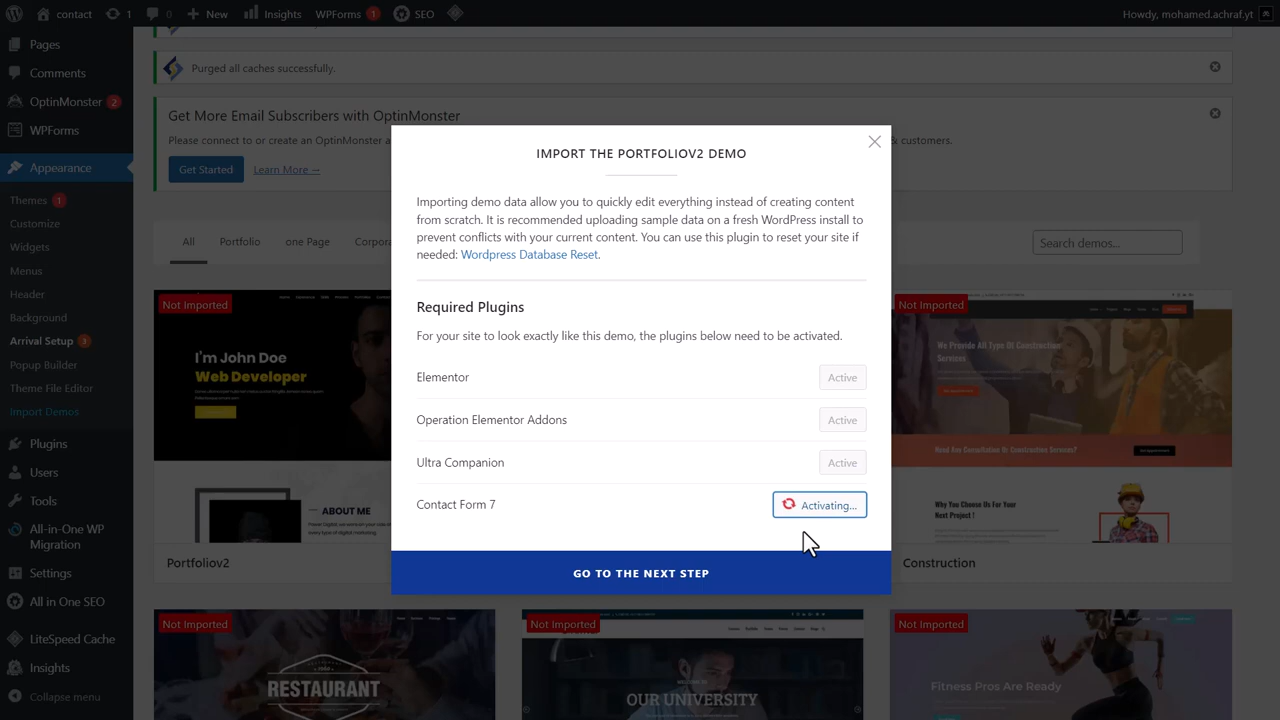 contact
1
0
New
Insights
WPForms 1
SEO
Howdy, mohamed.achraf.yt
Pages
Comments
OptinMonster 2
WPForms
Appearance
Themes 1
Customize
Widgets
Menus
Header
Background
Arrival Setup 3
Popup Builder
Theme File Editor
Import Demos
Plugins
Users
Tools
All-in-One WP
Migration
Settings
All in One SEO
LiteSpeed Cache
Insights
Collapse menu
Purged all caches successfully.
Get More Email Subscribers with OptinMonster
Please connect to or create an OptinMonster a
& customers.
Get Started
Learn More →
All
Portfolio
one Page
Corpora
Search demos...
IMPORT THE PORTFOLIOV2 DEMO
Importing demo data allow you to quickly edit everything instead of creating content
from scratch. It is recommended uploading sample data on a fresh WordPress install to
prevent conflicts with your current content. You can use this plugin to reset your site if
needed: Wordpress Database Reset.
Required Plugins
For your site to look exactly like this demo, the plugins below need to be activated.
Elementor
Active
Operation Elementor Addons
Active
Ultra Companion
Active
Contact Form 7
Activating...
GO TO THE NEXT STEP
Not Imported
I'm John Doe
Web Developer
ABOUT ME
Portfoliov2
Not Imported
We Provide All Type Of Construction
Services
Why You Choose Us For Your
Next Project !
Construction
Not Imported
RESTAURANT
Not Imported
WELCOME TO
OUR UNIVERSITY
Not Imported
Fitness Pros Are Ready